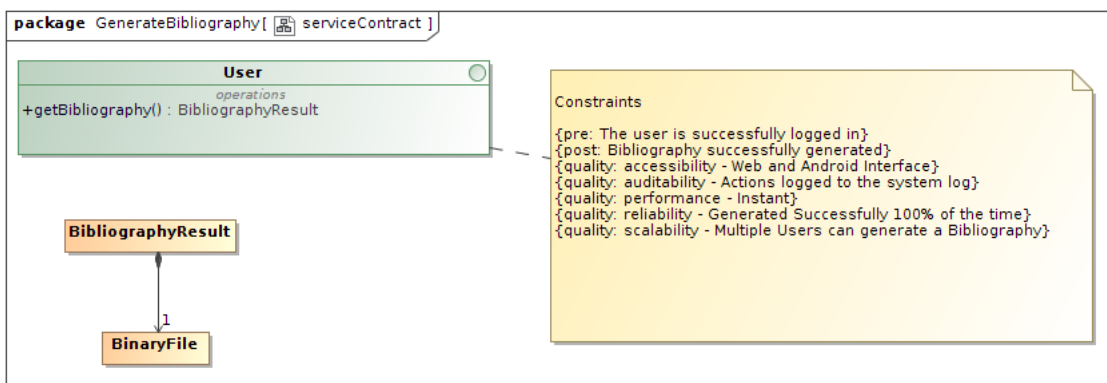 package GenerateBibliography[ serviceContract ]
User
operations
+getBibliography() : BibliographyResult
Constraints
{pre: The user is successfully logged in}
{post: Bibliography successfully generated}
{quality: accessibility - Web and Android Interface}
{quality: auditability - Actions logged to the system log}
{quality: performance - Instant}
{quality: reliability - Generated Successfully 100% of the time}
{quality: scalability - Multiple Users can generate a Bibliography}
BibliographyResult
1
BinaryFile